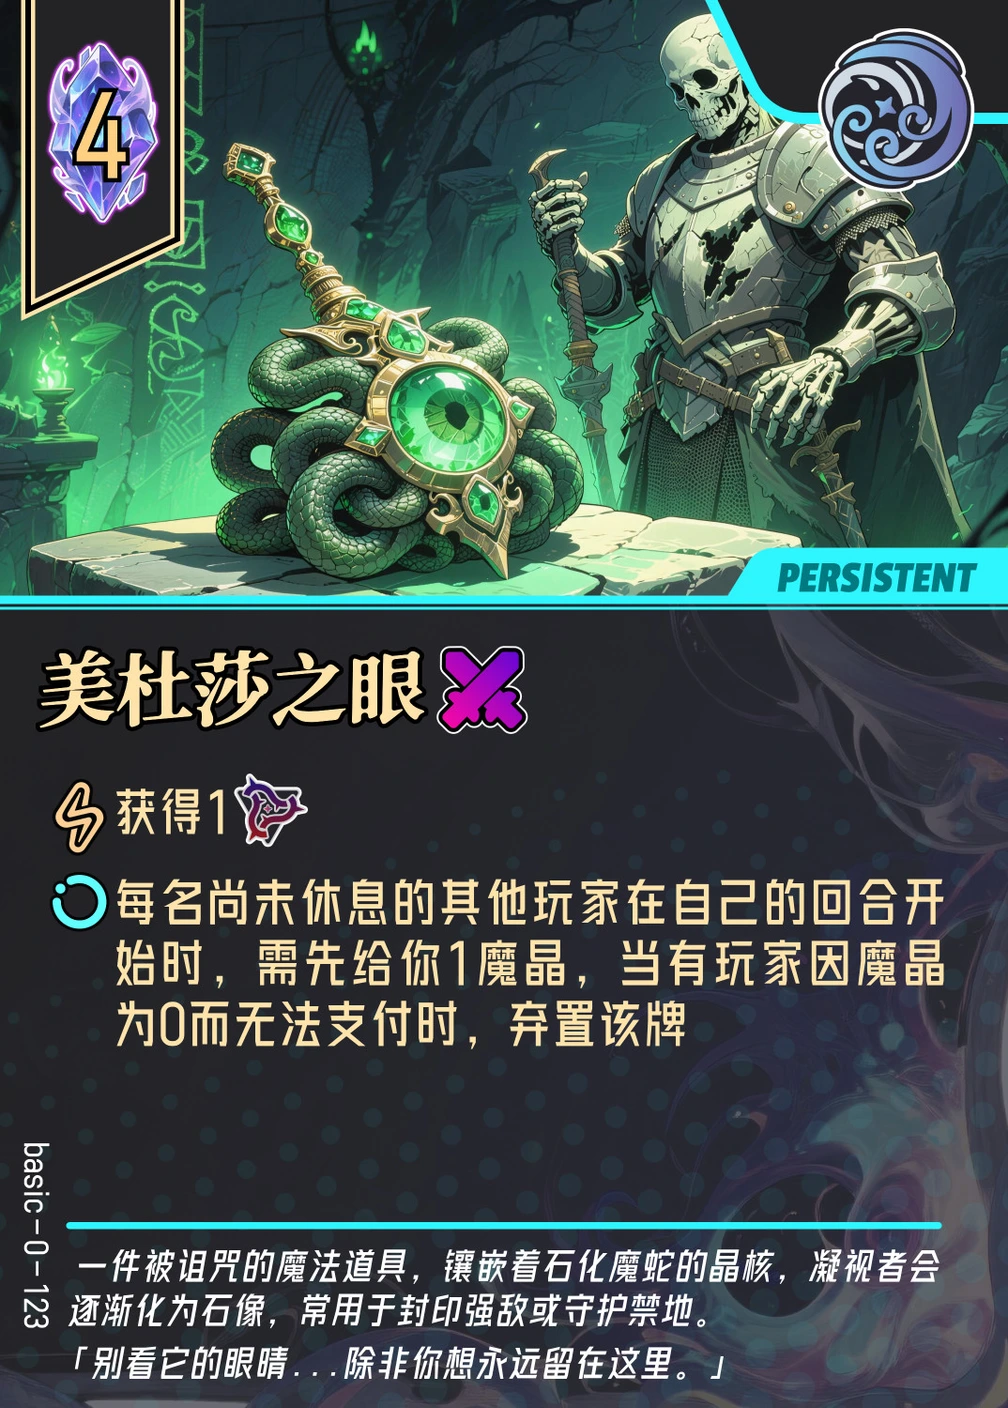 4
PERSISTENT
美杜莎之眼
获得1
每名尚未休息的其他玩家在自己的回合开
始时，需先给你1魔晶，当有玩家因魔晶
为0而无法支付时，弃置该牌
basic-0-123
一件被诅咒的魔法道具，镶嵌着石化魔蛇的晶核，凝视者会
逐渐化为石像，常用于封印强敌或守护禁地。
「别看它的眼睛...除非你想永远留在这里。」